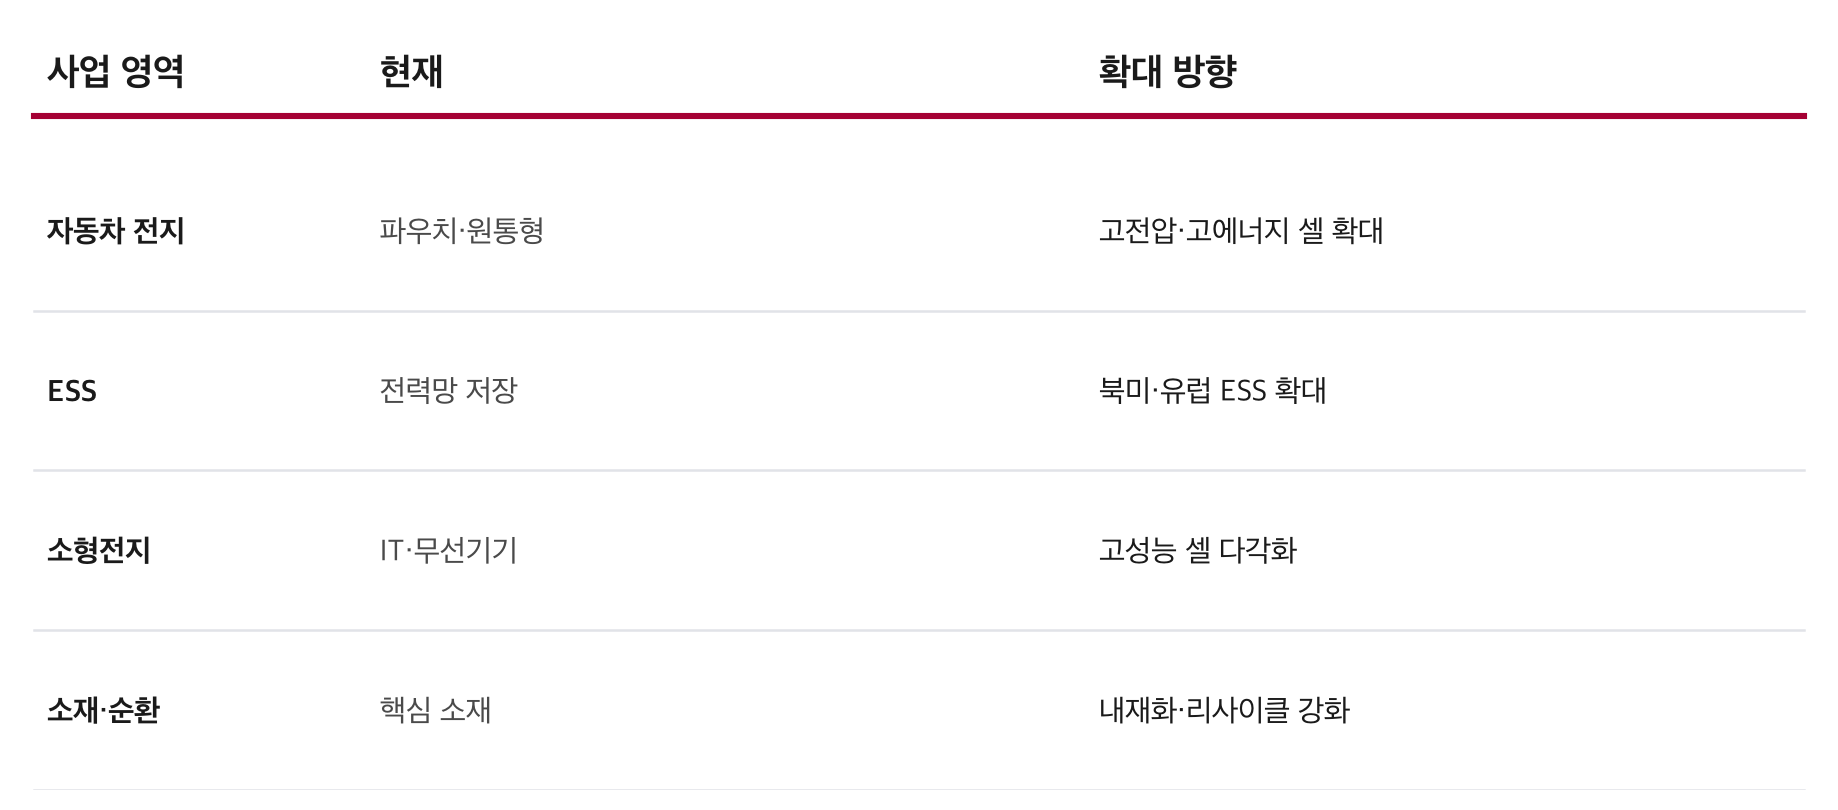 사업 영역 현재 확대 방향
자동차 전지 파우치·원통형 고전압·고에너지 셀 확대
ESS 전력망 저장 북미·유럽 ESS 확대
소형전지 IT·무선기기 고성능 셀 다각화
소재·순환 핵심 소재 내재화·리사이클 강화